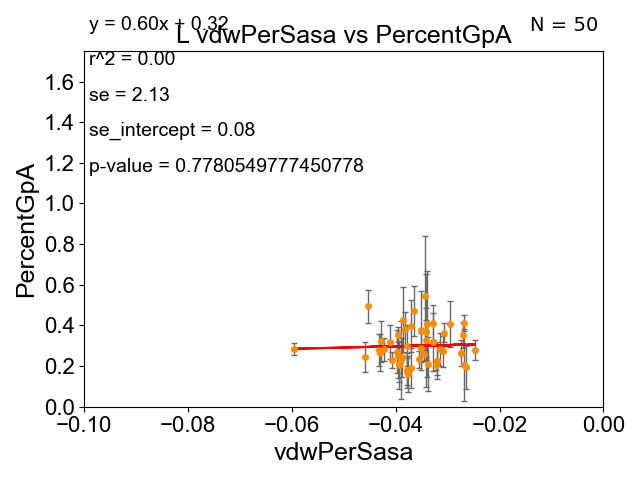 y = 0.60x + 0.32
N = 50
L vdwPerSasa vs PercentGpA
r^2 = 0.00
se = 2.13
se_intercept = 0.08
p-value = 0.7780549777450778
PercentGpA
1.6
1.4
1.2
1.0
0.8
0.6
0.4
0.2
0.0
−0.10 −0.08 −0.06 −0.04 −0.02 0.00
vdwPerSasa